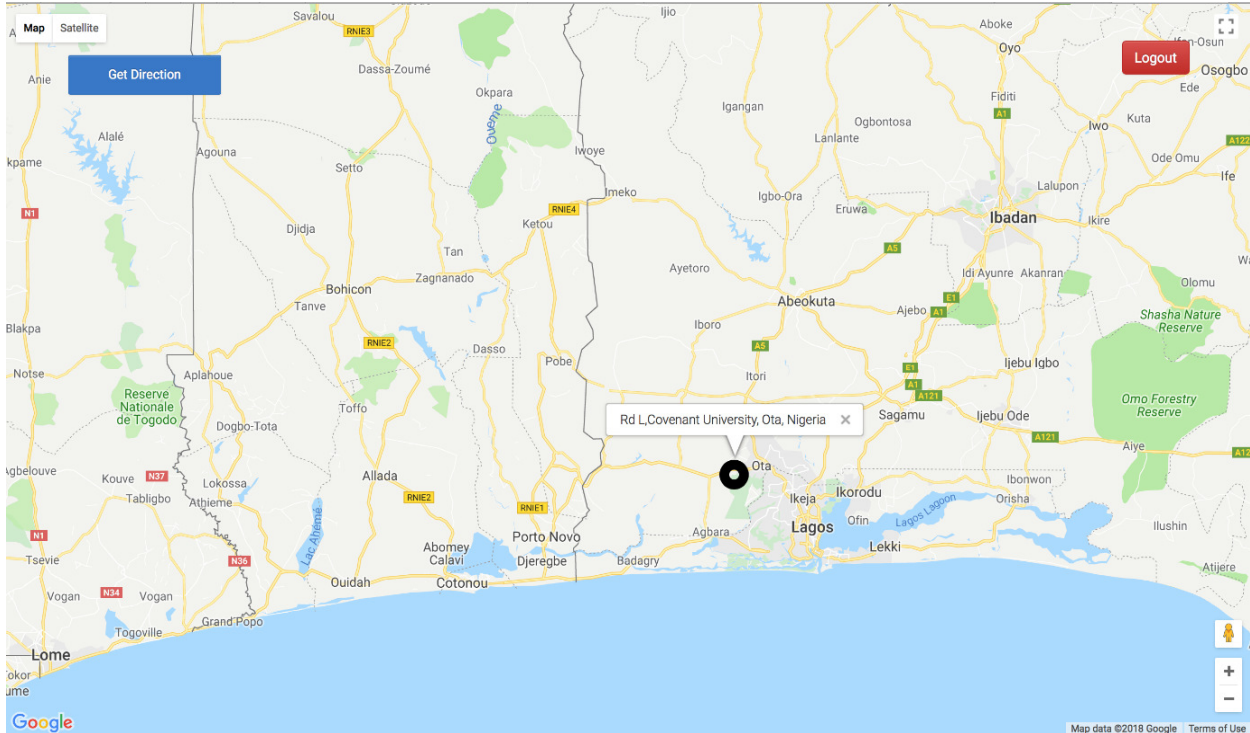 Map Satellite
Get Direction
Logout
Savalou
RNIE3
Ijio
Aboke
Oyo
Ifon-Osun
Osogbo
Ede
Anie
Dassa-Zoumé
Okpara
Oueme
Igangan
Ogbontosa
Fiditi
A1
Iwo
Kuta
Alalé
Agouna
Setto
Iwoye
Lanlante
A122
Ode Omu
Ife
kpame
Imeko
Igbo-Ora
Eruwa
Lalupon
N1
RNIE4
Ketou
Ibadan
Ikire
Djidja
Tan
A5
Zagnanado
Ayetoro
Idi Ayunre
Akanran
Bohicon
Olomu
Tanve
Abeokuta
Ajebo
E1
A1
Blakpa
Iboro
Shasha Nature
Reserve
RNIE2
Dasso
A5
Pobe
Ijebu Igbo
Notse
Aplahoue
Itori
E1
A1
A121
Reserve
Nationale
de Togodo
Toffo
Omo Forestry
Reserve
Dogbo-Tota
Rd L,Covenant University, Ota, Nigeria
Sagamu
Ijebu Ode
A121
Aiye
A12
Agbelouve
Kouve
N37
Lokossa
Allada
Ota
Ibonwon
Tabligbo
Athieme
RNIE2
RNIE1
Ikeja
Ikorodu
Orisha
Lac Ahémé
Porto Novo
Agbara
Lagos
Ofin
Lagos Lagoon
Ilushin
N1
Tsevie
N36
Abomey
Calavi
Djeregbe
Badagry
Lekki
Atijere
Ouidah
Cotonou
Vogan
N34
Vogan
Grand Popo
Togoville
Lome
Google
Map data ©2018 Google Terms of Use